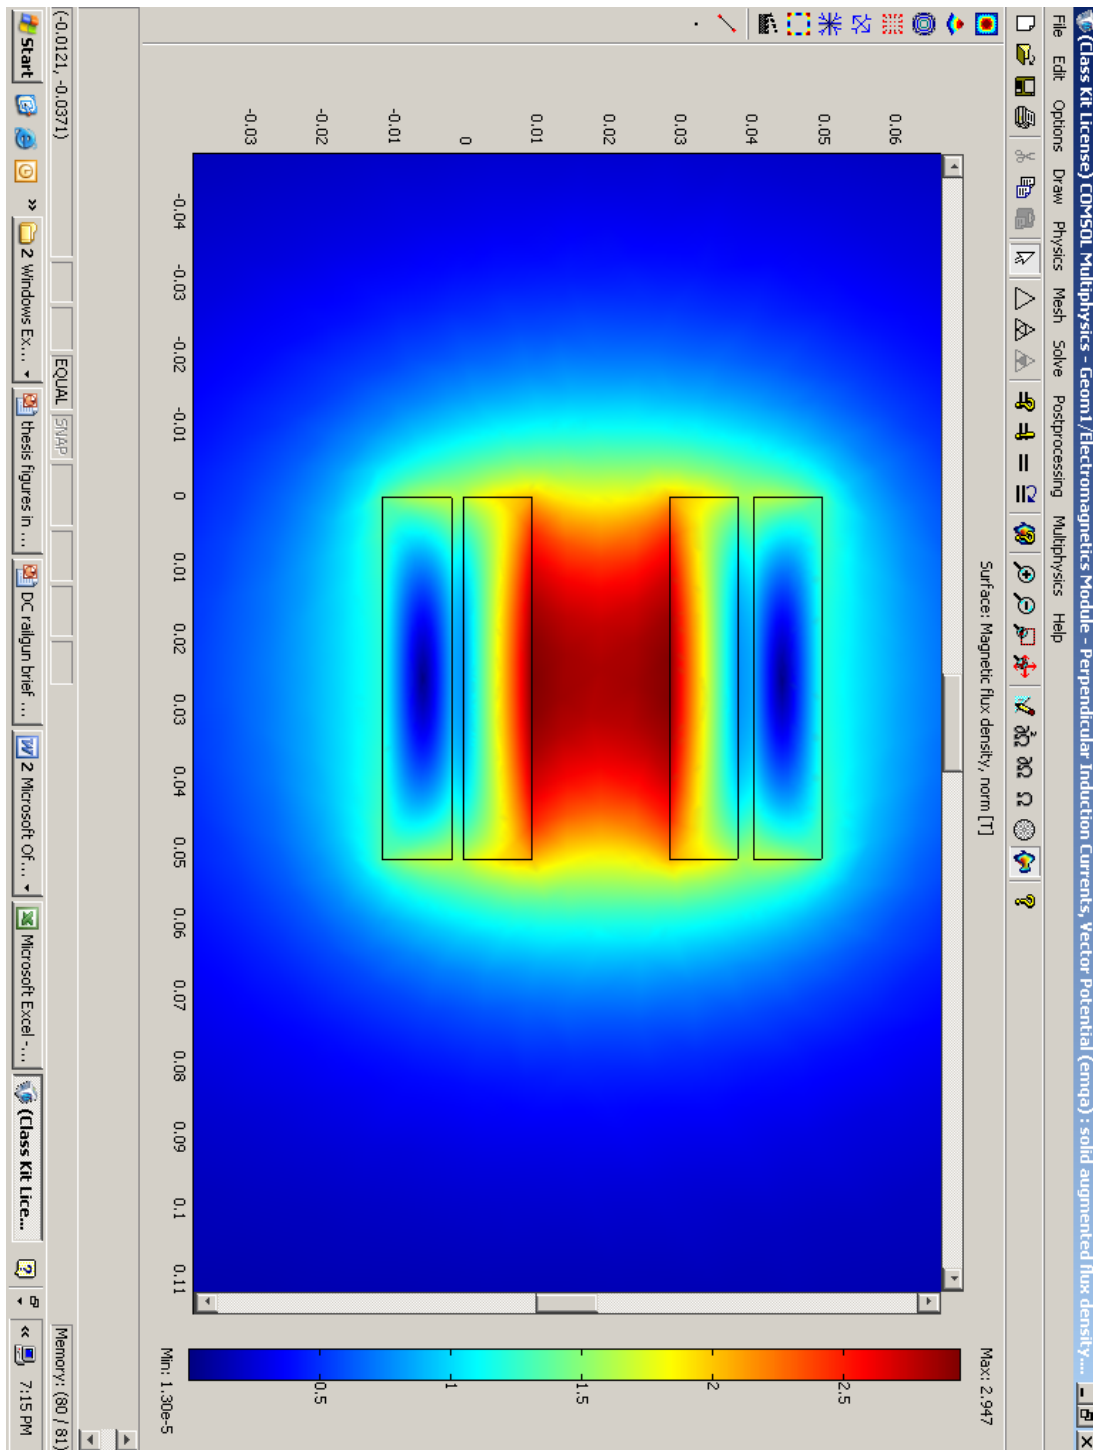 (Class Kit License) COMSOL Multiphysics - Geom1/Electromagnetics Module - Perpendicular Induction Currents, Vector Potential (emqa) : solid augmented flux density....
File Edit Options Draw Physics Mesh Solve Postprocessing Multiphysics Help
∂Ω ∂Ω Ω
Surface: Magnetic flux density, norm [T]
Max: 2.947
0.06
0.05
0.04
0.03
0.02
0.01
0
-0.01
-0.02
-0.03
2.5
2
1.5
1
0.5
-0.04 -0.03 -0.02 -0.01 0 0.01 0.02 0.03 0.04 0.05 0.06 0.07 0.08 0.09 0.1 0.11
Min: 1.30e-5
(-0.0121, -0.0371) EQUAL SNAP Memory: (80 / 81)
Start » 2 Windows Ex... thesis figures in ... DC railgun brief ... 2 Microsoft Of... Microsoft Excel -... (Class Kit Lice... « 7:15 PM